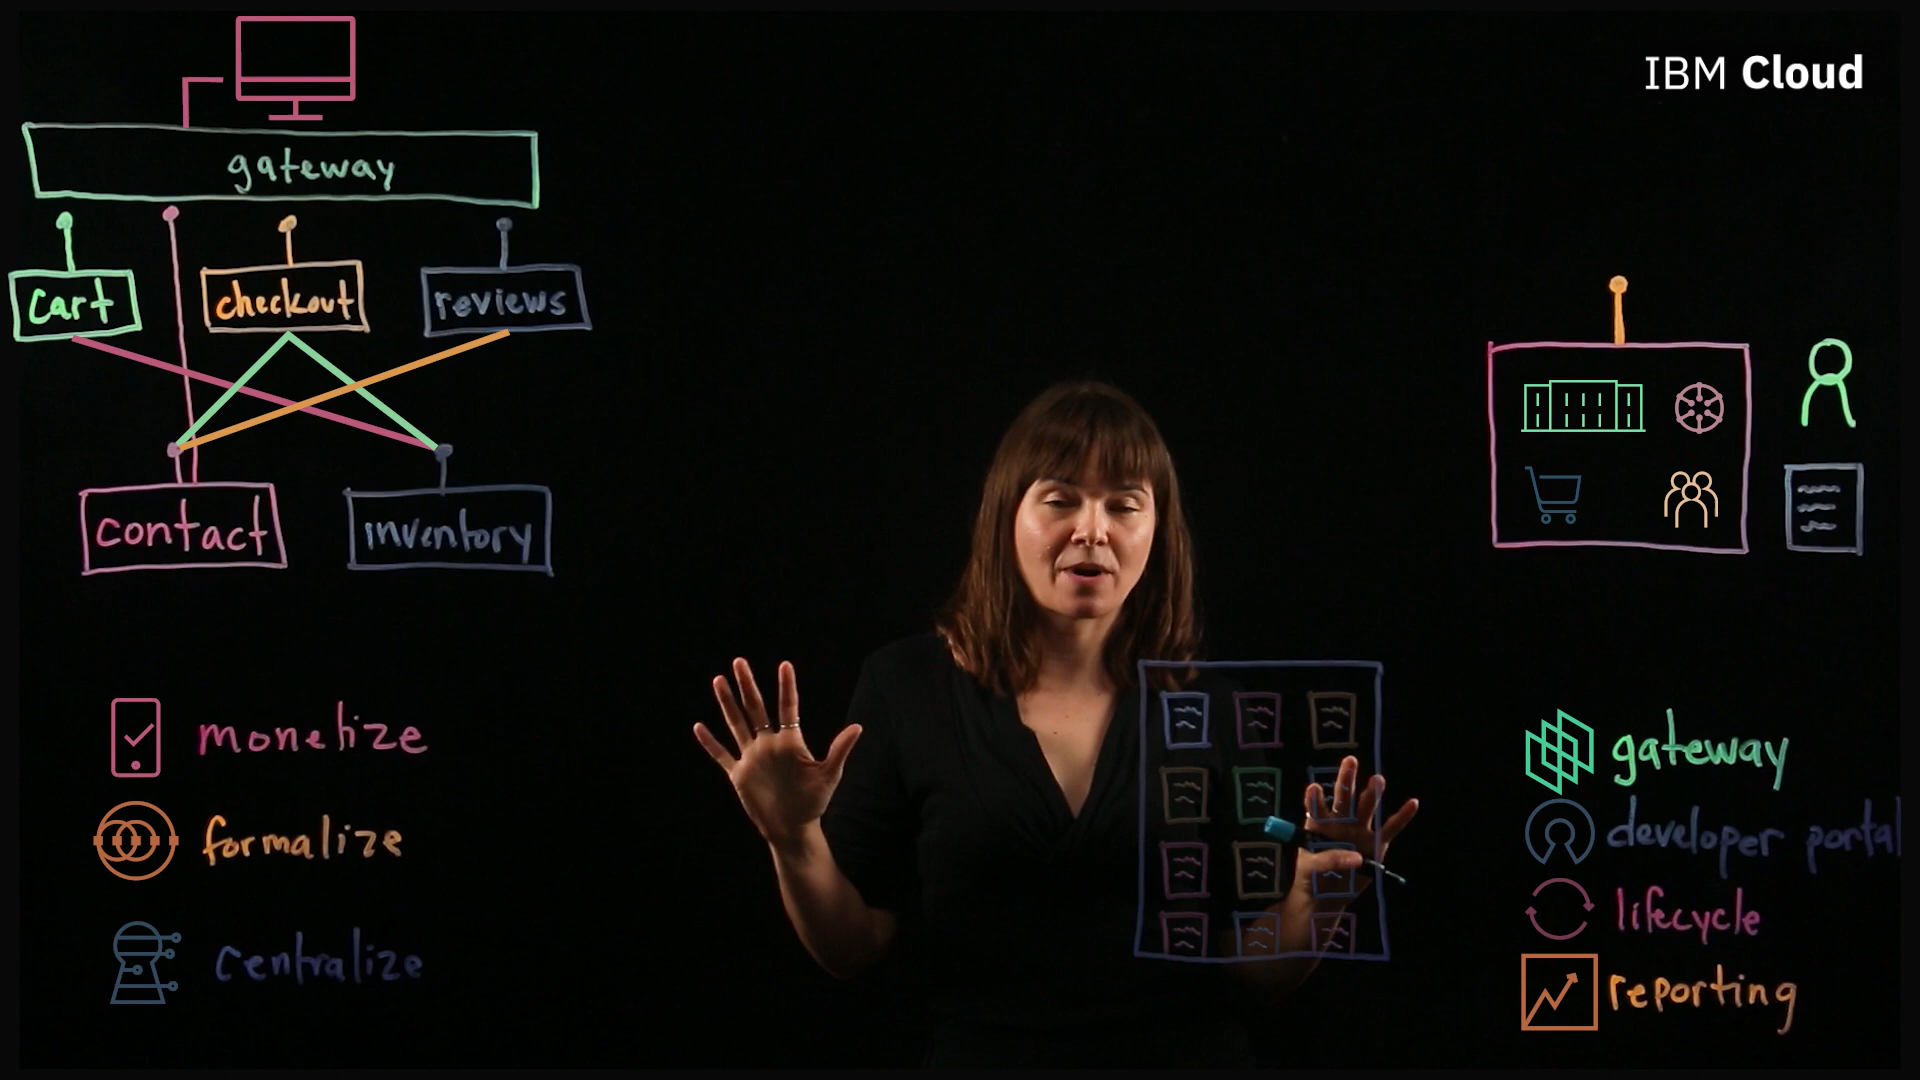 IBM Cloud
gateway
cart
checkout
reviews
contact
inventory
monetize
formalize
centralize
gateway
developer portal
lifecycle
reporting